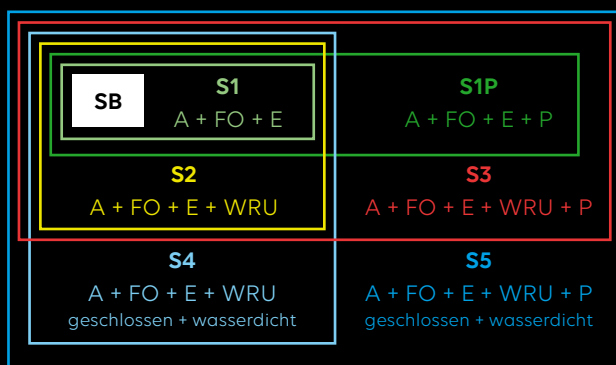 SB
S1
A + FO + E
S1P
A + FO + E + P
S2
A + FO + E + WRU
S3
A + FO + E + WRU + P
S4
A + FO + E + WRU
geschlossen + wasserdicht
S5
A + FO + E + WRU + P
geschlossen + wasserdicht